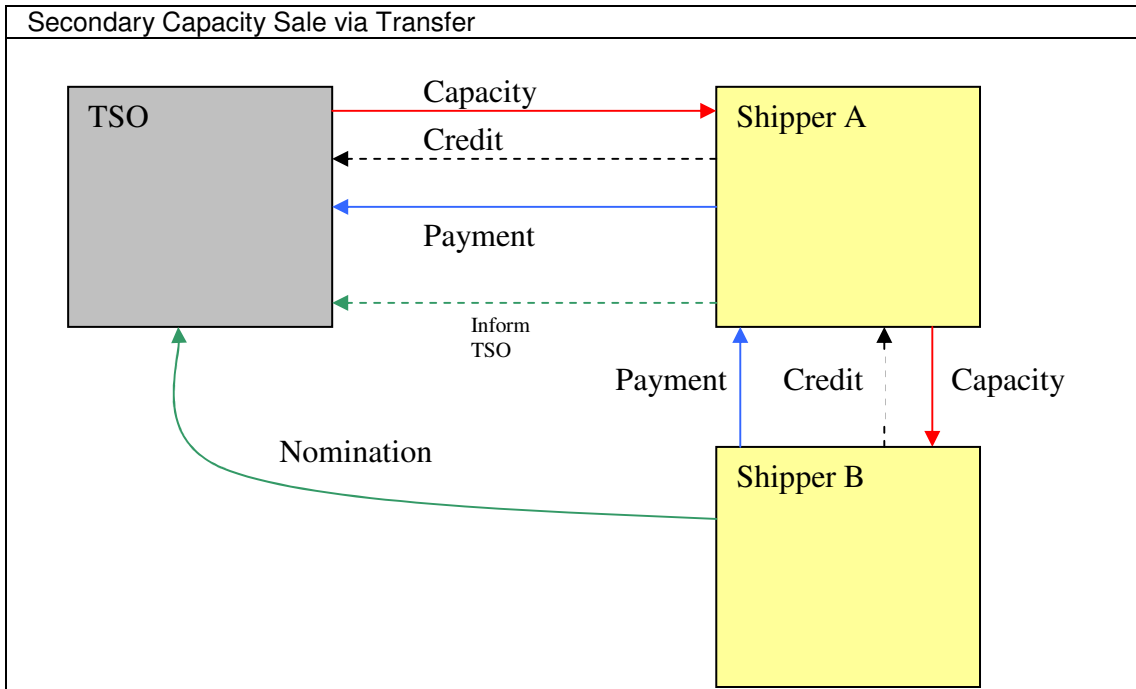 Secondary Capacity Sale via Transfer
TSO
Capacity
Shipper A
Credit
Payment
Inform
TSO
Payment
Credit
Capacity
Nomination
Shipper B